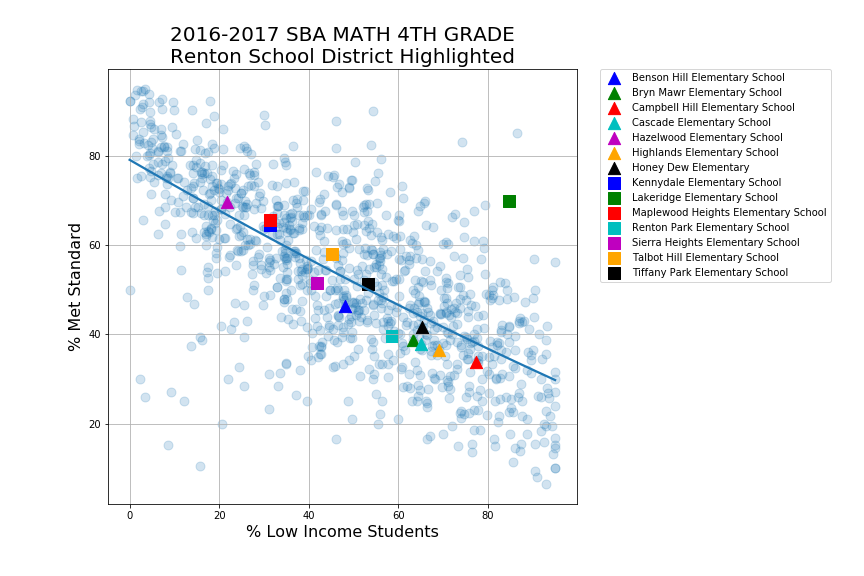 2016-2017 SBA MATH 4TH GRADE
Renton School District Highlighted
% Met Standard
80
60
40
20
0
20
40
60
80
% Low Income Students
Benson Hill Elementary School
Bryn Mawr Elementary School
Campbell Hill Elementary School
Cascade Elementary School
Hazelwood Elementary School
Highlands Elementary School
Honey Dew Elementary
Kennydale Elementary School
Lakeridge Elementary School
Maplewood Heights Elementary School
Renton Park Elementary School
Sierra Heights Elementary School
Talbot Hill Elementary School
Tiffany Park Elementary School